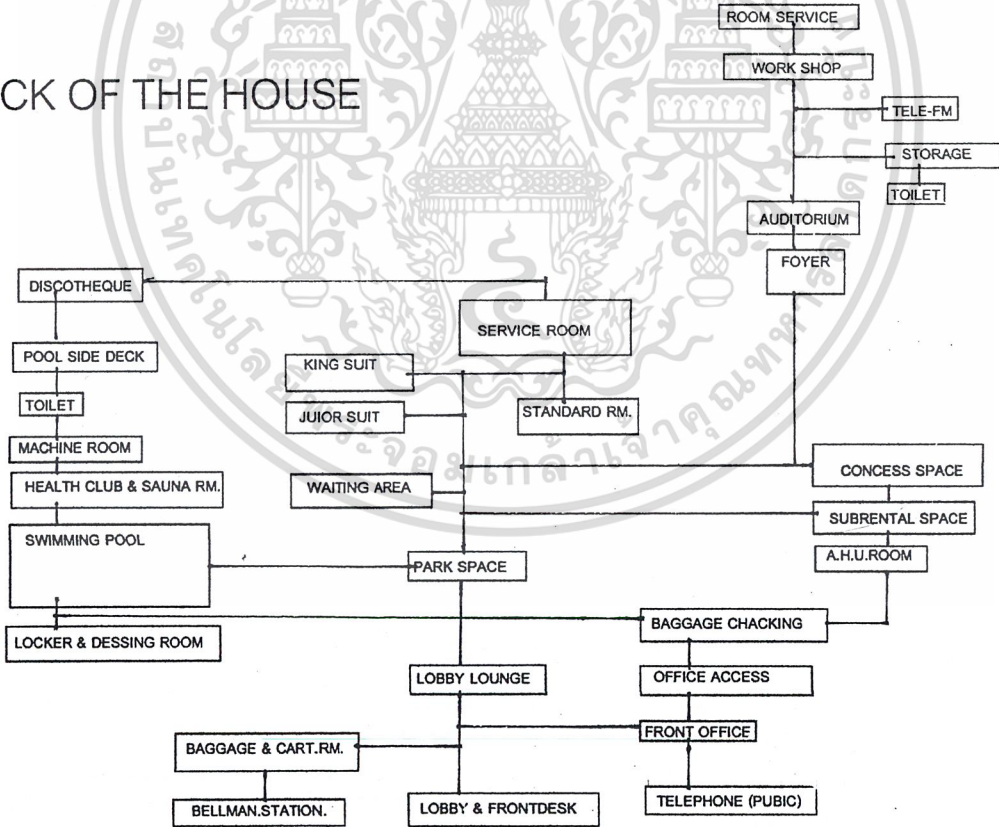 ROOM SERVICE
WORK SHOP
CK OF THE HOUSE
TELE-FM
STORAGE
TOILET
AUDITORIUM
FOYER
DISCOTHEQUE
SERVICE ROOM
POOL SIDE DECK
KING SUIT
TOILET
JUIOR SUIT
STANDARD RM.
MACHINE ROOM
CONCESS SPACE
HEALTH CLUB & SAUNA RM.
WAITING AREA
SUBRENTAL SPACE
SWIMMING POOL
A.H.U.ROOM
PARK SPACE
BAGGAGE CHACKING
LOCKER & DESSING ROOM
LOBBY LOUNGE
OFFICE ACCESS
FRONT OFFICE
BAGGAGE & CART.RM.
TELEPHONE (PUBIC)
BELLMAN.STATION.
LOBBY & FRONTDESK